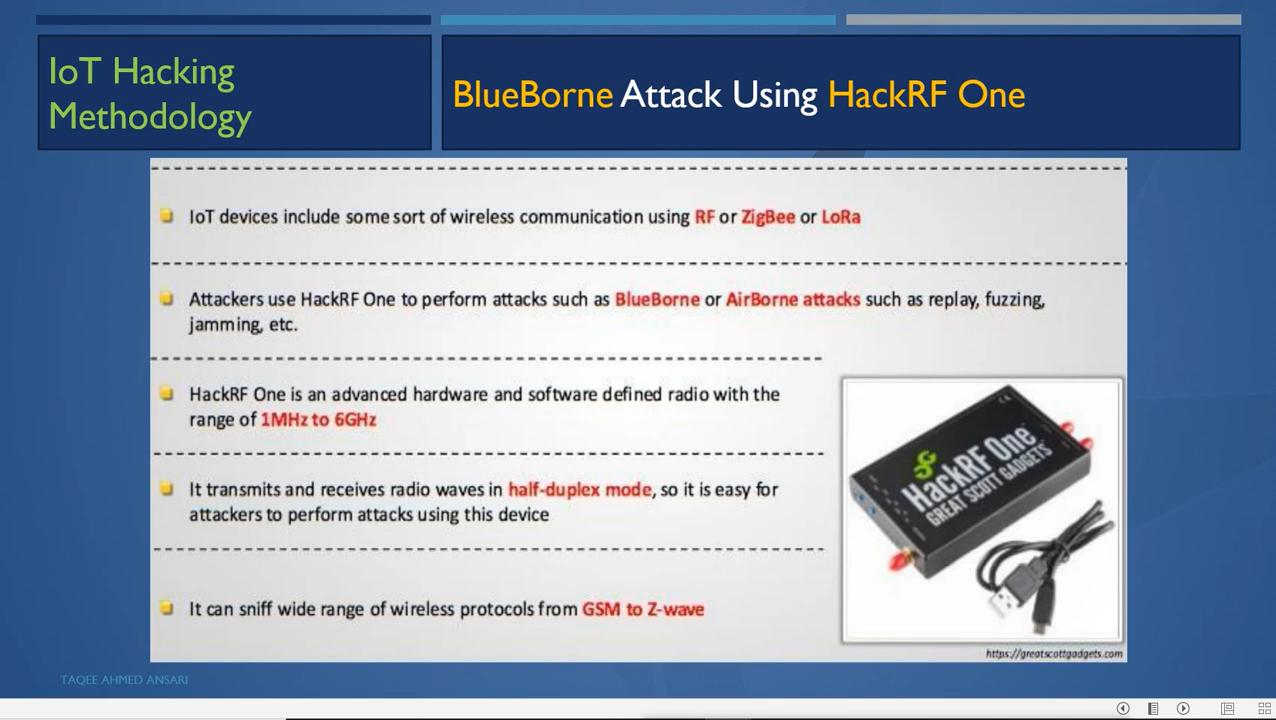 IoT Hacking
Methodology
BlueBorne Attack Using HackRF One
IoT devices include some sort of wireless communication using RF or ZigBee or LoRa
Attackers use HackRF One to perform attacks such as BlueBorne or AirBorne attacks such as replay, fuzzing,
jamming, etc.
HackRF One is an advanced hardware and software defined radio with the
range of 1MHz to 6GHz
It transmits and receives radio waves in half-duplex mode, so it is easy for
attackers to perform attacks using this device
It can sniff wide range of wireless protocols from GSM to Z-wave
HackRF One
GREAT SCOTT GADGETS
https://greatscottgadgets.com
TAQEE AHMED ANSARI